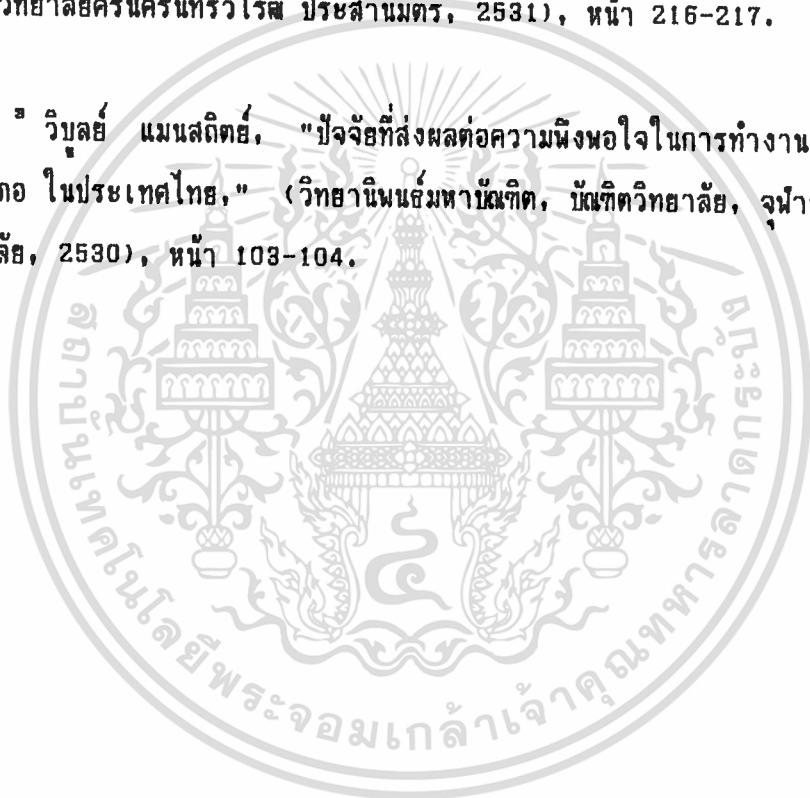 วิทยาลัยศรีนครินทรวิโรฒ ประสานมิตร, 2531), หน้า 216-217.
วิบูลย์ แมนสถิตย์, "ปัจจัยที่ส่งผลต่อความพึงพอใจในการทำงาน
ภอ ในประเทศไทย," (วิทยานิพนธ์มหาบัณฑิต, บัณฑิตวิทยาลัย, จุฬา
ลัย, 2530), หน้า 103-104.
สถาบันเทคโนโลยีพระจอมเกล้าเจ้าคุณทหารลาดกระบัง